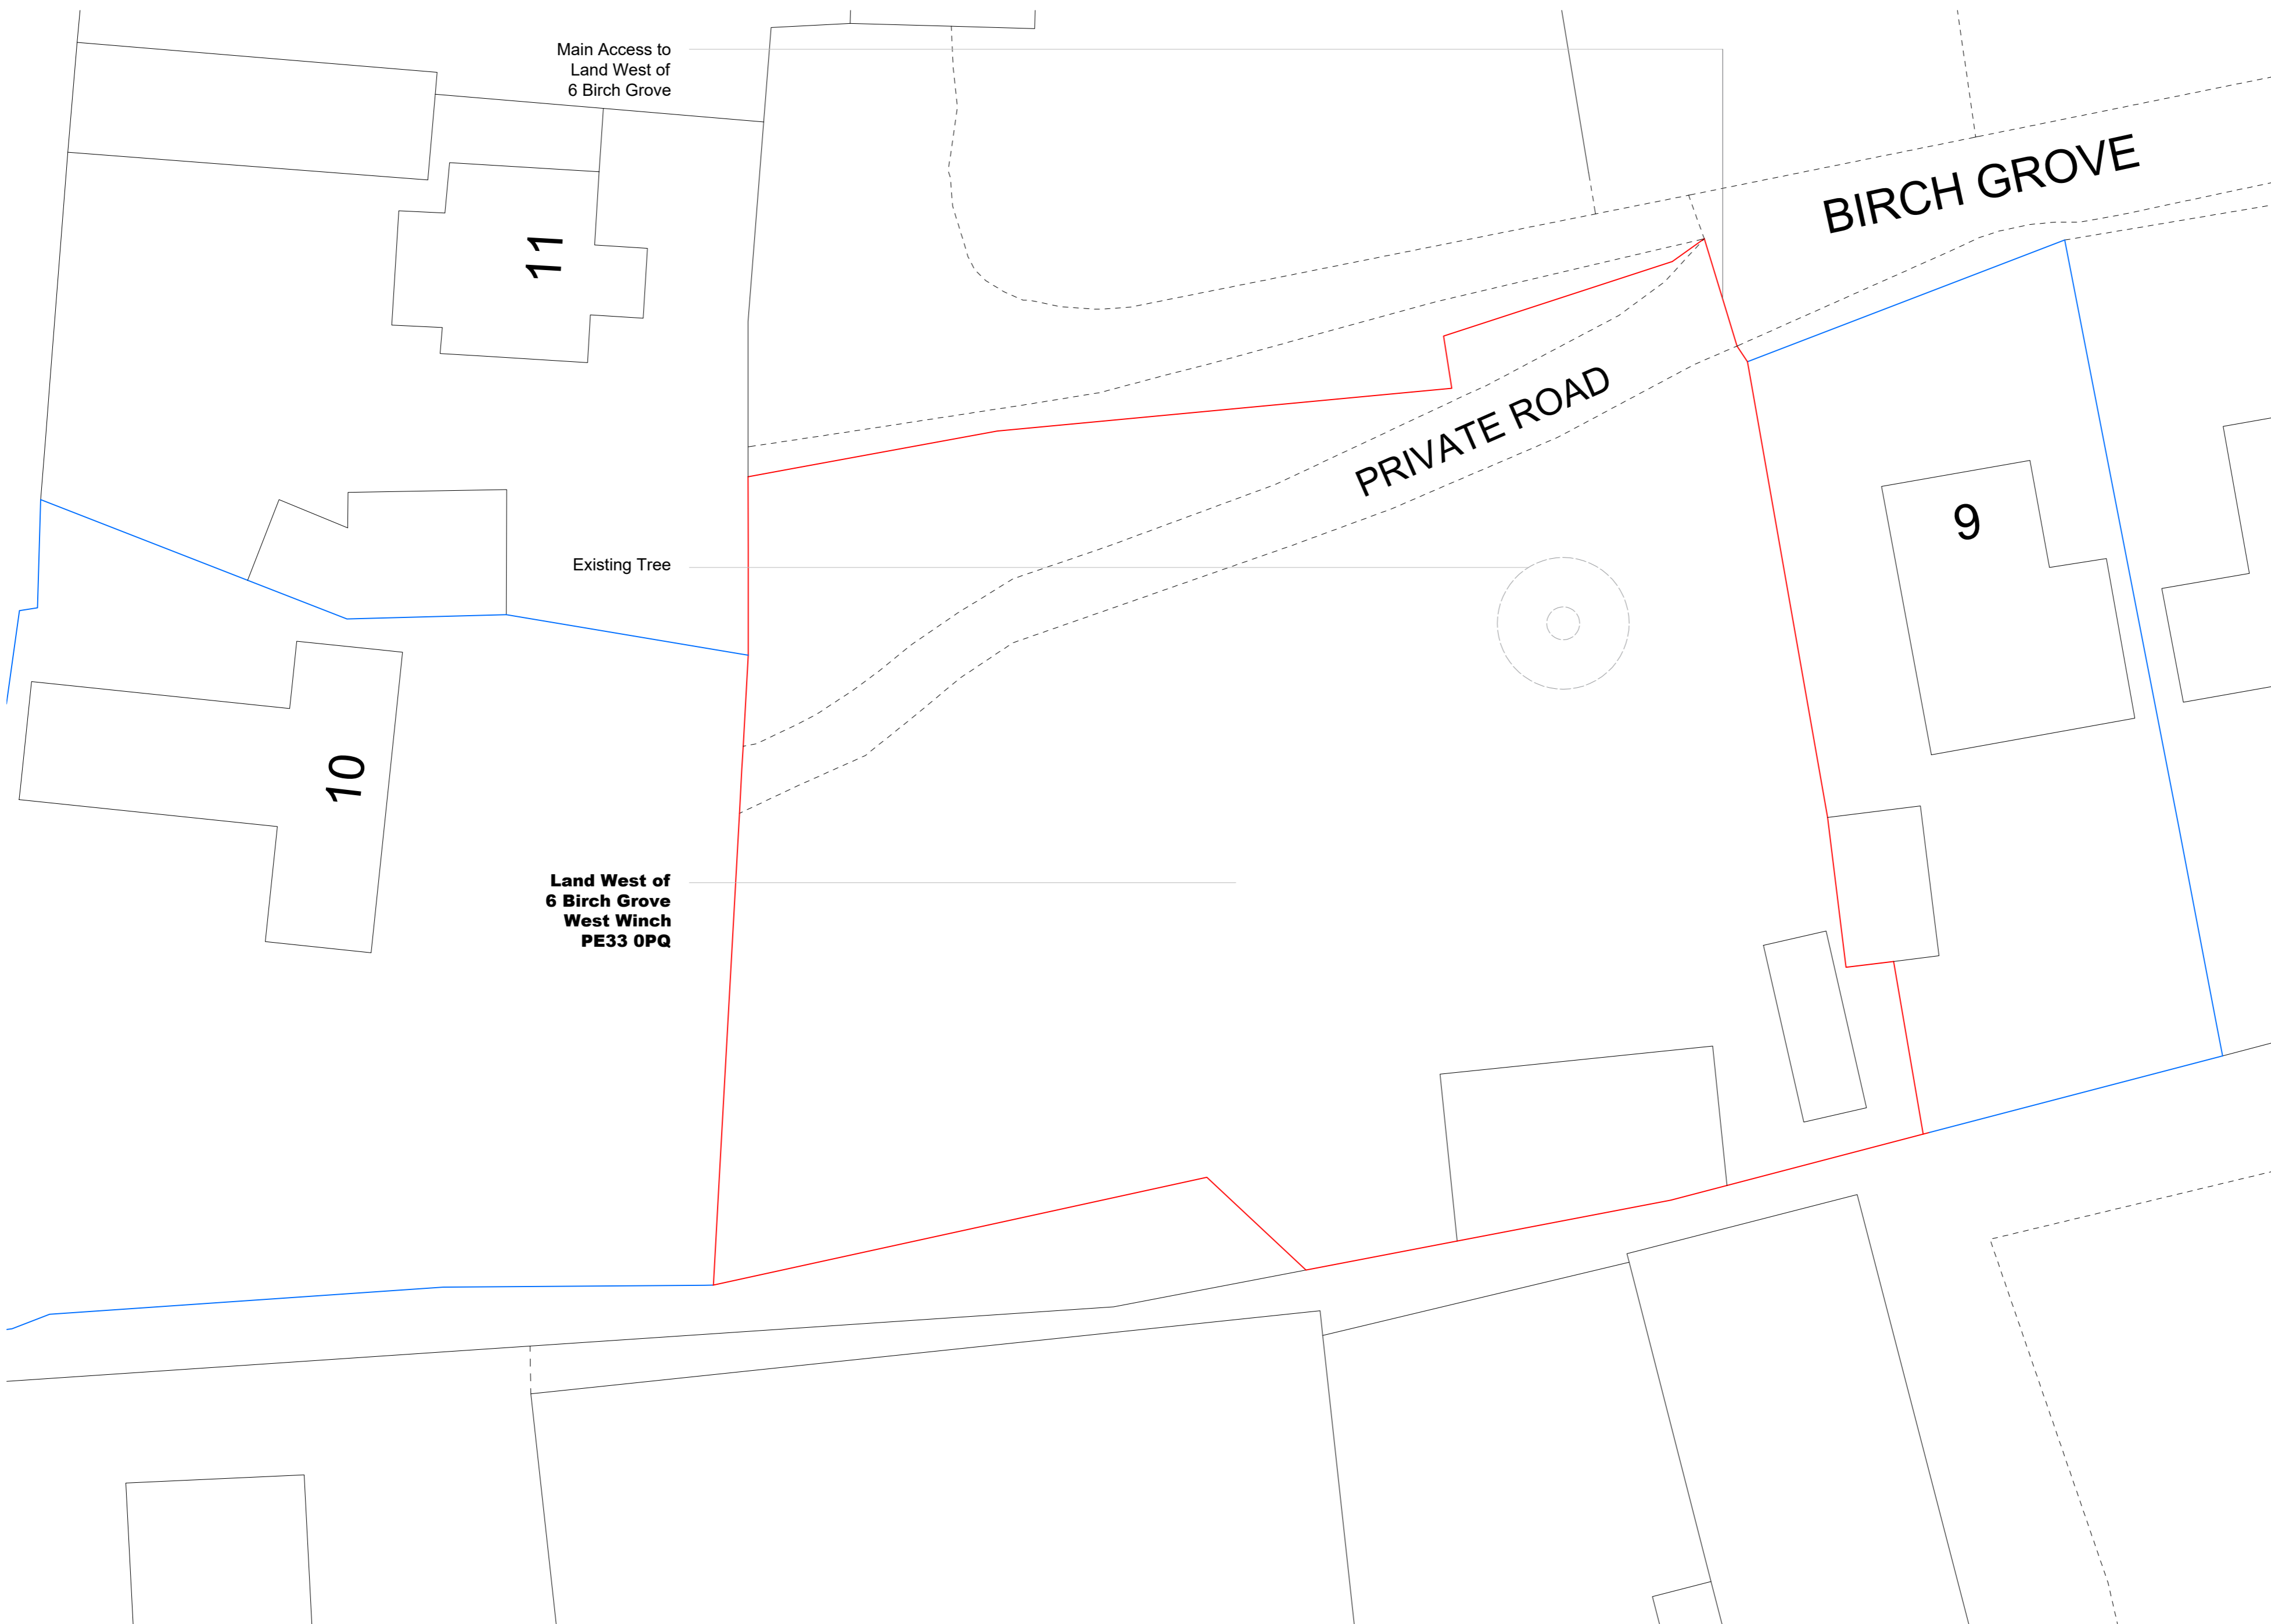 Main Access to
Land West of
6 Birch Grove
BIRCH GROVE
11
PRIVATE ROAD
9
Existing Tree
10
Land West of
6 Birch Grove
West Winch
PE33 0PQ